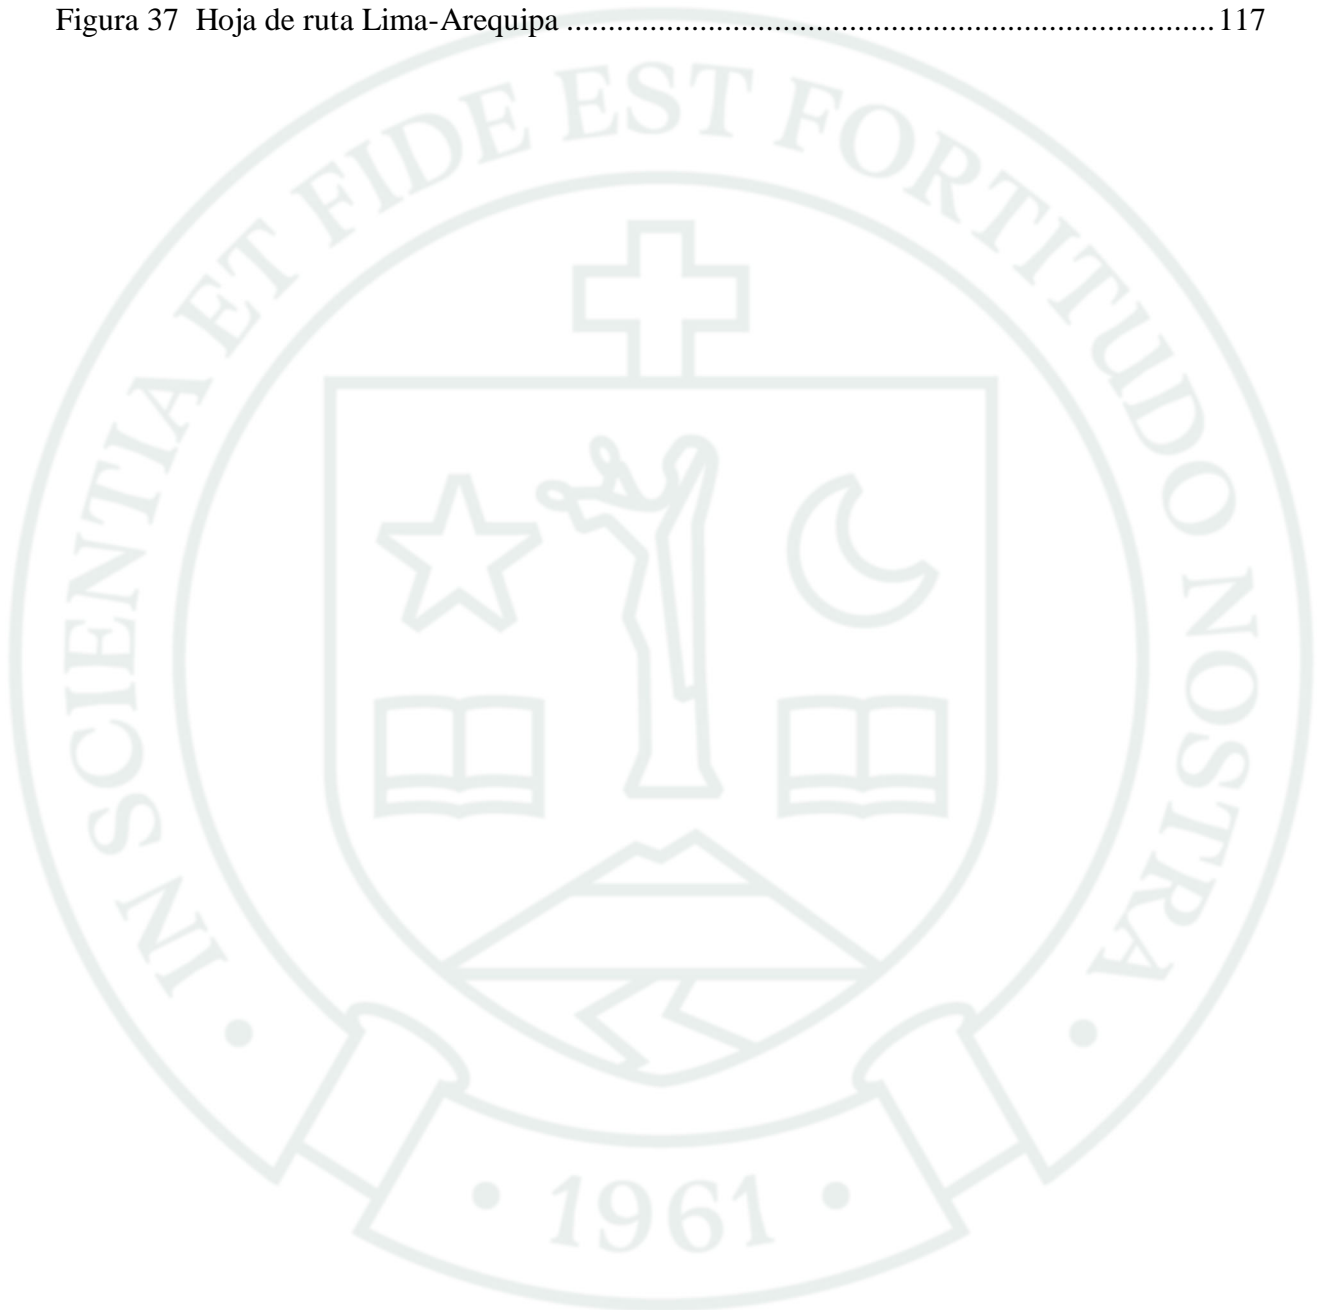 Figura 37 Hoja de ruta Lima-Arequipa ............................................................................... 117
• IN SCIENTIA ET FIDE EST FORTITUDO NOSTRA •
• 1961 •